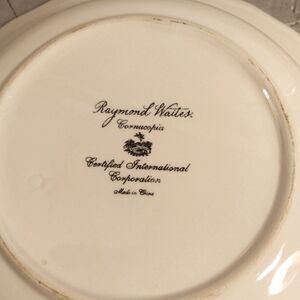 Raymond Waites.
Cornucopia
Certified International
Corporation
Made in China